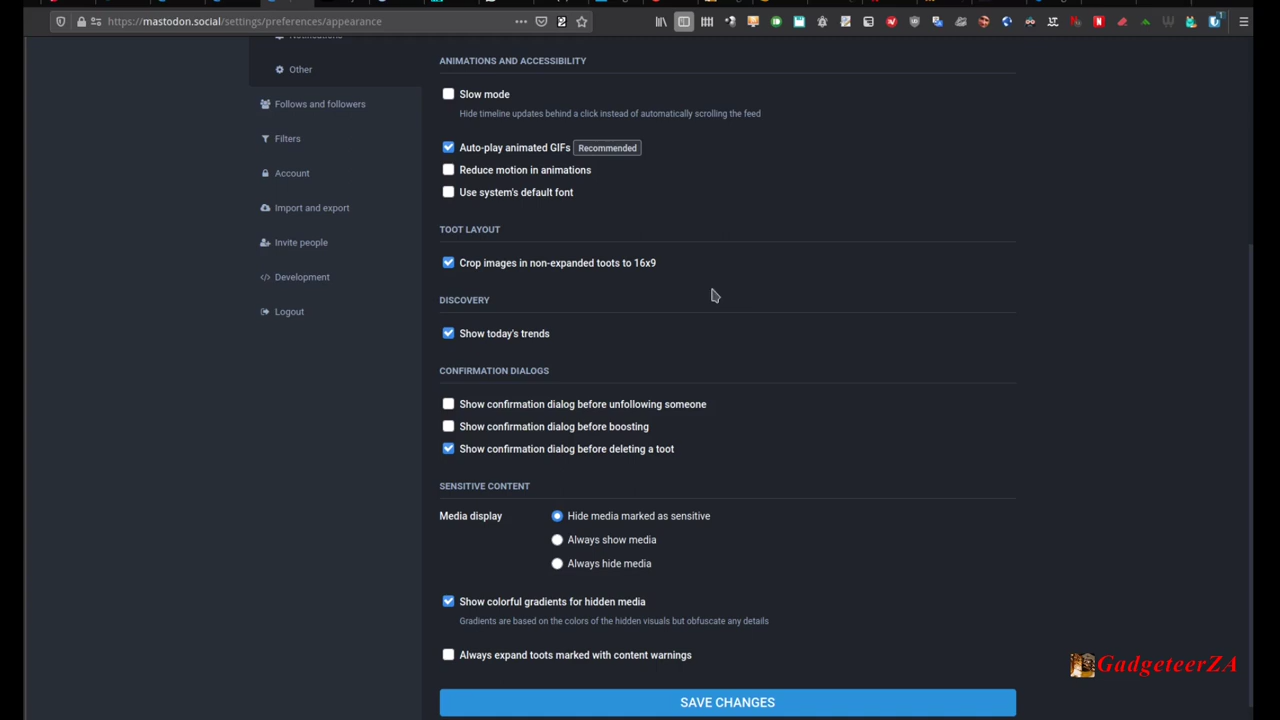 https://mastodon.social/settings/preferences/appearance
Notifications
Other
Follows and followers
Filters
Account
Import and export
Invite people
Development
Logout
ANIMATIONS AND ACCESSIBILITY
Slow mode
Hide timeline updates behind a click instead of automatically scrolling the feed
Auto-play animated GIFs Recommended
Reduce motion in animations
Use system's default font
TOOT LAYOUT
Crop images in non-expanded toots to 16x9
DISCOVERY
Show today's trends
CONFIRMATION DIALOGS
Show confirmation dialog before unfollowing someone
Show confirmation dialog before boosting
Show confirmation dialog before deleting a toot
SENSITIVE CONTENT
Media display
Hide media marked as sensitive
Always show media
Always hide media
Show colorful gradients for hidden media
Gradients are based on the colors of the hidden visuals but obfuscate any details
Always expand toots marked with content warnings
SAVE CHANGES
GadgeteerZA